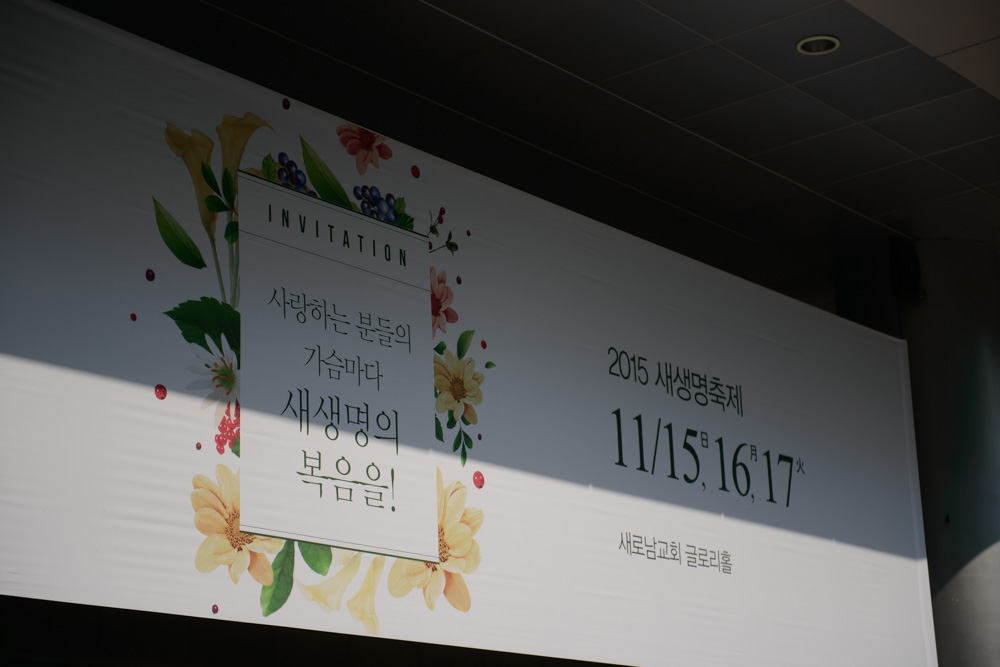 INVITATION
사랑하는 분들의
가슴마다
새생명의
복음을!
2015 새생명축제
11/15日, 16月, 17火
새로남교회 글로리홀